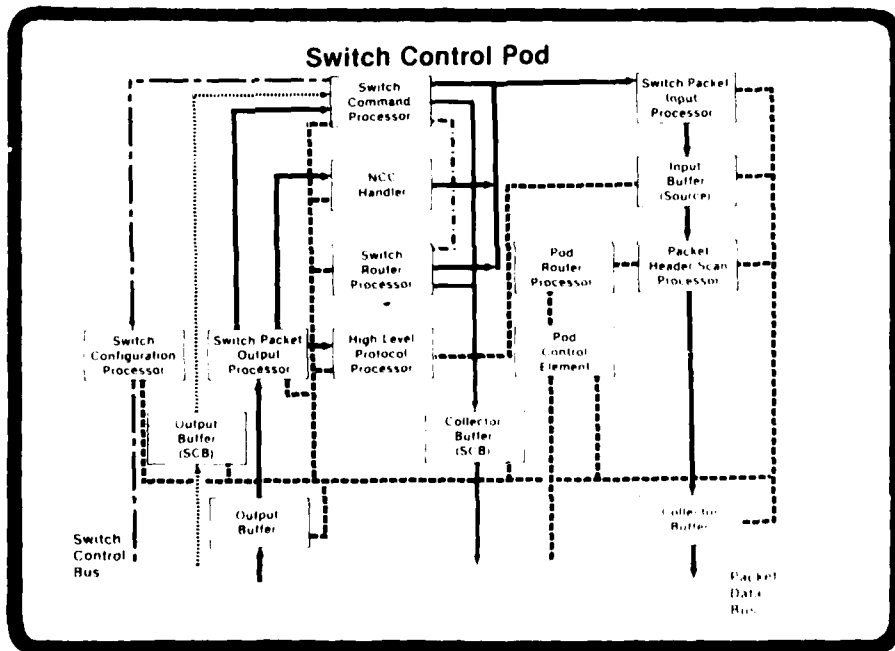 Switch Control Pod
Switch
Command
Processor
Switch Packet
Input
Processor
NCC
Handler
Input
Buffer
(Source)
Switch
Router
Processor
Pod
Router
Processor
Packet
Header Scan
Processor
Switch
Configuration
Processor
Switch Packet
Output
Processor
High Level
Protocol
Processor
Pod
Control
Element
Output
Buffer
(SCB)
Collector
Buffer
(SCB)
Output
Buffer
Collector
Buffer
Switch
Control
Bus
Packet
Data
Bus